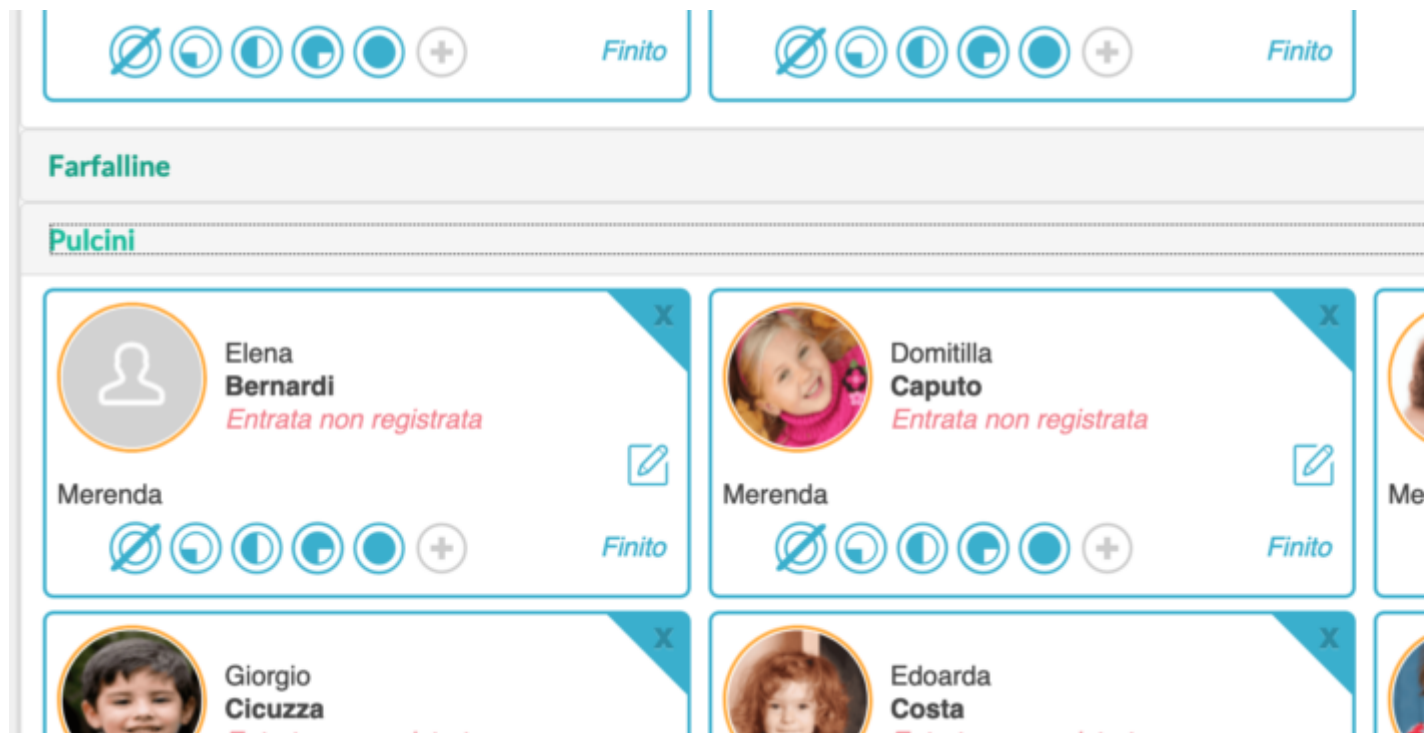 Finito
Finito
Farfalline
Pulcini
X
X
Elena
Bernardi
Entrata non registrata
Domitilla
Caputo
Entrata non registrata
Merenda
Merenda
Me
Finito
Finito
X
X
Giorgio
Cicuzza
Edoarda
Costa